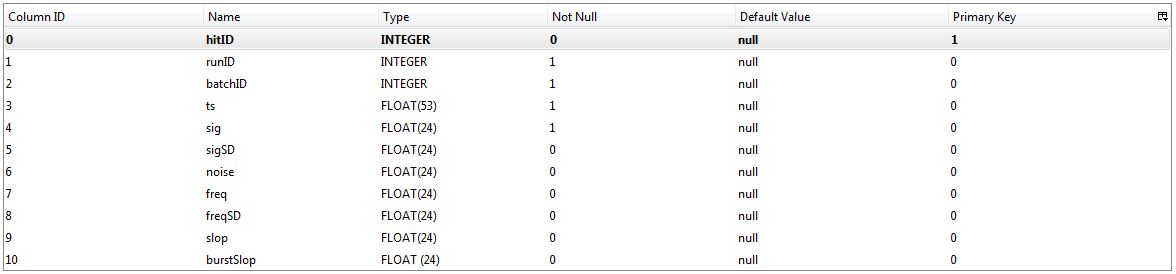 Column ID Name Type Not Null Default Value Primary Key
0 hitID INTEGER 0 null 1
1 runID INTEGER 1 null 0
2 batchID INTEGER 1 null 0
3 ts FLOAT(53) 1 null 0
4 sig FLOAT(24) 1 null 0
5 sigSD FLOAT(24) 0 null 0
6 noise FLOAT(24) 0 null 0
7 freq FLOAT(24) 0 null 0
8 freqSD FLOAT(24) 0 null 0
9 slop FLOAT(24) 0 null 0
10 burstSlop FLOAT (24) 0 null 0